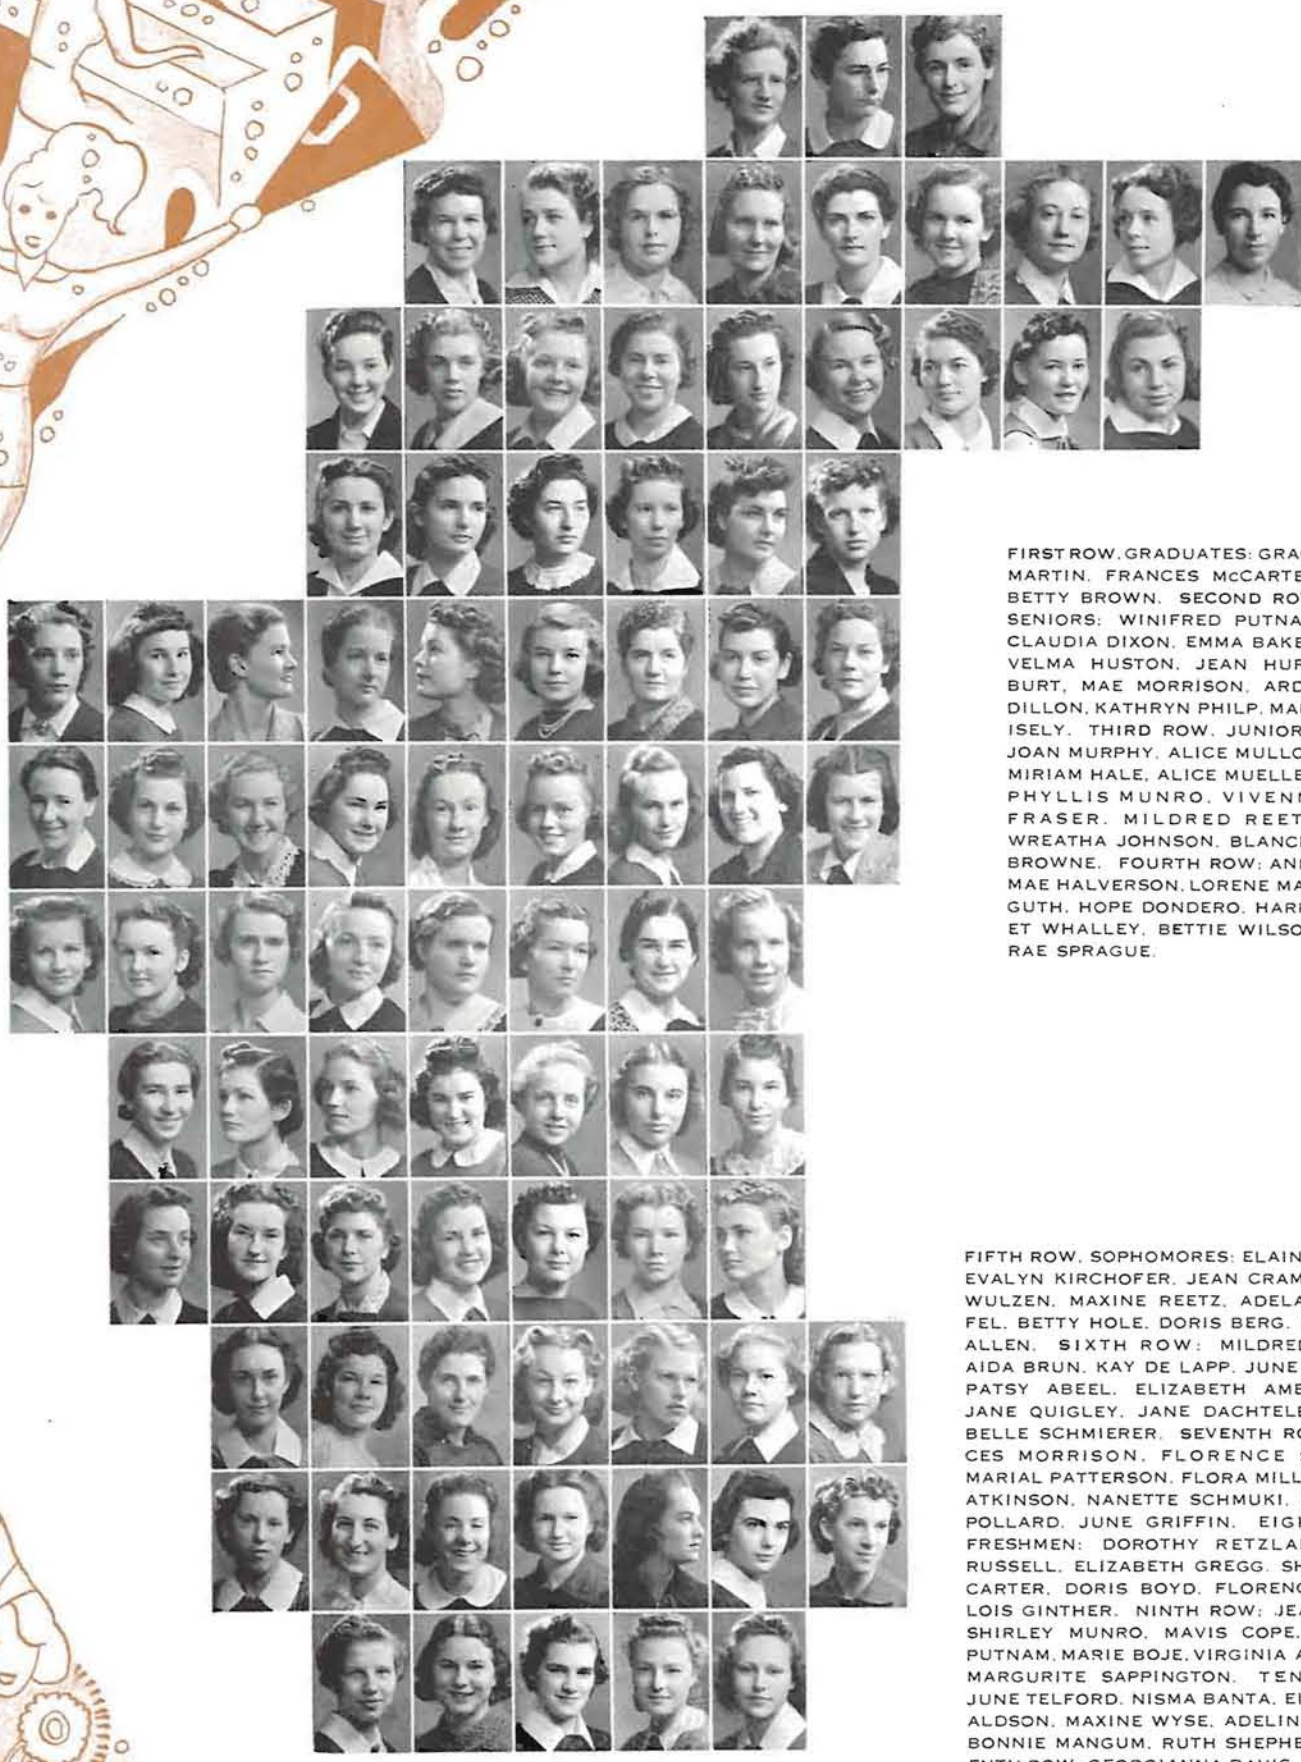 FIRST ROW, GRADUATES: GRA
MARTIN, FRANCES McCARTE
BETTY BROWN. SECOND RO
SENIORS: WINIFRED PUTNA
CLAUDIA DIXON, EMMA BAKE
VELMA HUSTON, JEAN HUR
BURT, MAE MORRISON, ARD
DILLON, KATHRYN PHILP, MA
ISELY. THIRD ROW, JUNIOR
JOAN MURPHY, ALICE MULLO
MIRIAM HALE, ALICE MUELLE
PHYLLIS MUNRO, VIVENN
FRASER, MILDRED REET
WREATHA JOHNSON, BLANC
BROWNE. FOURTH ROW: AN
MAE HALVERSON, LORENE MA
GUTH, HOPE DONDERO, HARR
ET WHALLEY, BETTIE WILSO
RAE SPRAGUE.
FIFTH ROW, SOPHOMORES: ELAIN
EVALYN KIRCHOFER, JEAN CRAM
WULZEN, MAXINE REETZ, ADELA
FEL, BETTY HOLE, DORIS BERG,
ALLEN. SIXTH ROW: MILDRED
AIDA BRUN, KAY DE LAPP, JUNE
PATSY ABEEL, ELIZABETH AMB
JANE QUIGLEY, JANE DACHTEL
BELLE SCHMIERER. SEVENTH RO
CES MORRISON, FLORENCE
MARIAL PATTERSON, FLORA MILL
ATKINSON, NANETTE SCHMUKI,
POLLARD, JUNE GRIFFIN. EIG
FRESHMEN: DOROTHY RETZLA
RUSSELL, ELIZABETH GREGG, SH
CARTER, DORIS BOYD, FLOREN
LOIS GINTHER. NINTH ROW: JEA
SHIRLEY MUNRO, MAVIS COPE,
PUTNAM, MARIE BOJE, VIRGINIA A
MARGURITE SAPPINGTON. TEN
JUNE TELFORD, NISMA BANTA, E
ALDSON, MAXINE WYSE, ADELIN
BONNIE MANGUM, RUTH SHEPHE